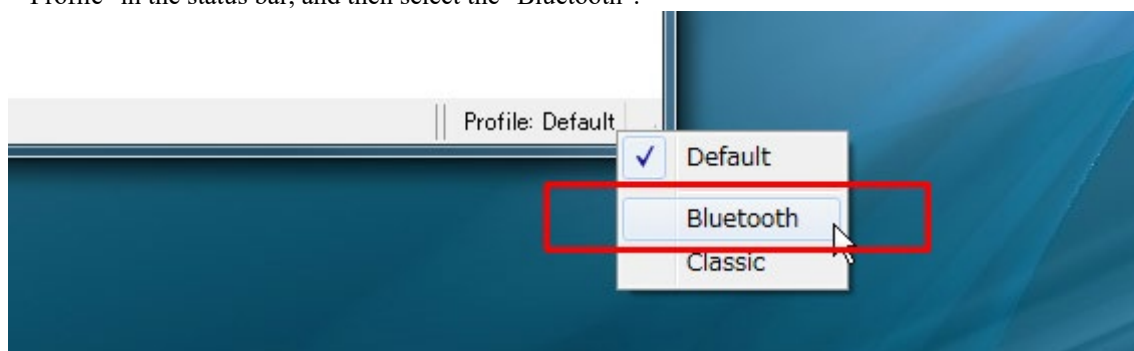 "Profile" in the status bar, and then select the "Bluetooth".
Profile: Default
Default
Bluetooth
Classic